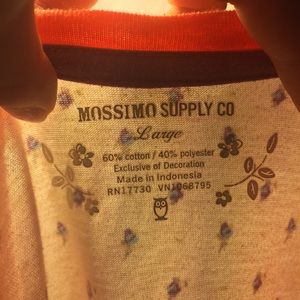 MOSSIMO SUPPLY CO
Large
60% cotton / 40% polyester
Exclusive of Decoration
Made in Indonesia
RN17730 VN1068795